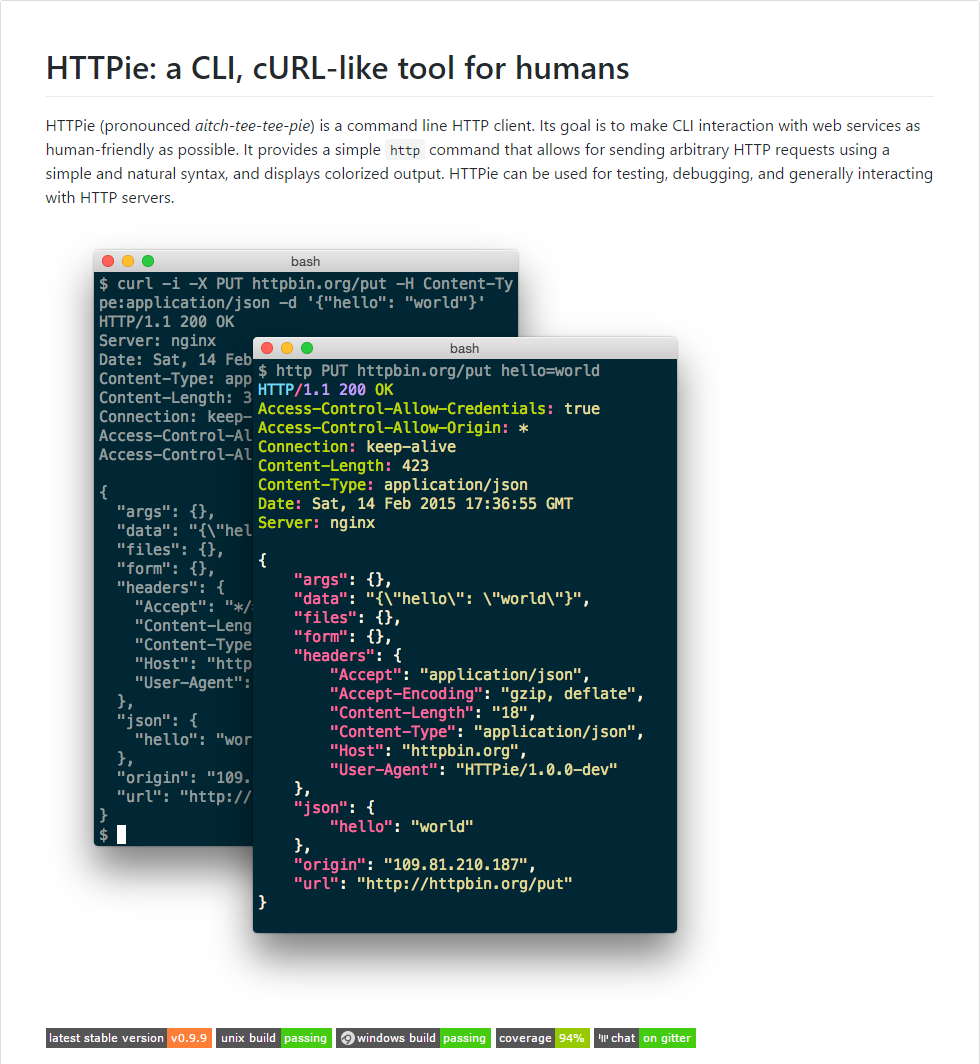 HTTPie: a CLI, cURL-like tool for humans
HTTPie (pronounced aitch-tee-tee-pie) is a command line HTTP client. Its goal is to make CLI interaction with web services as
human-friendly as possible. It provides a simple http command that allows for sending arbitrary HTTP requests using a
simple and natural syntax, and displays colorized output. HTTPie can be used for testing, debugging, and generally interacting
with HTTP servers.
bash
$ curl -i -X PUT httpbin.org/put -H Content-Ty
pe:application/json -d '{"hello": "world"}'
HTTP/1.1 200 OK
Server: nginx
Date: Sat, 14 Feb
Content-Type: app
Content-Length: 3
Connection: keep-
Access-Control-Al
Access-Control-Al
{
  "args": {},
  "data": "{\"hel
  "files": {},
  "form": {},
  "headers": {
    "Accept": "*/
    "Content-Leng
    "Content-Type
    "Host": "http
    "User-Agent":
  },
  "json": {
    "hello": "wor
  },
  "origin": "109.
  "url": "http://
}
$
bash
$ http PUT httpbin.org/put hello=world
HTTP/1.1 200 OK
Access-Control-Allow-Credentials: true
Access-Control-Allow-Origin: *
Connection: keep-alive
Content-Length: 423
Content-Type: application/json
Date: Sat, 14 Feb 2015 17:36:55 GMT
Server: nginx
{
    "args": {},
    "data": "{\"hello\": \"world\"}",
    "files": {},
    "form": {},
    "headers": {
        "Accept": "application/json",
        "Accept-Encoding": "gzip, deflate",
        "Content-Length": "18",
        "Content-Type": "application/json",
        "Host": "httpbin.org",
        "User-Agent": "HTTPie/1.0.0-dev"
    },
    "json": {
        "hello": "world"
    },
    "origin": "109.81.210.187",
    "url": "http://httpbin.org/put"
}
latest stable version v0.9.9 unix build passing windows build passing coverage 94% chat on gitter